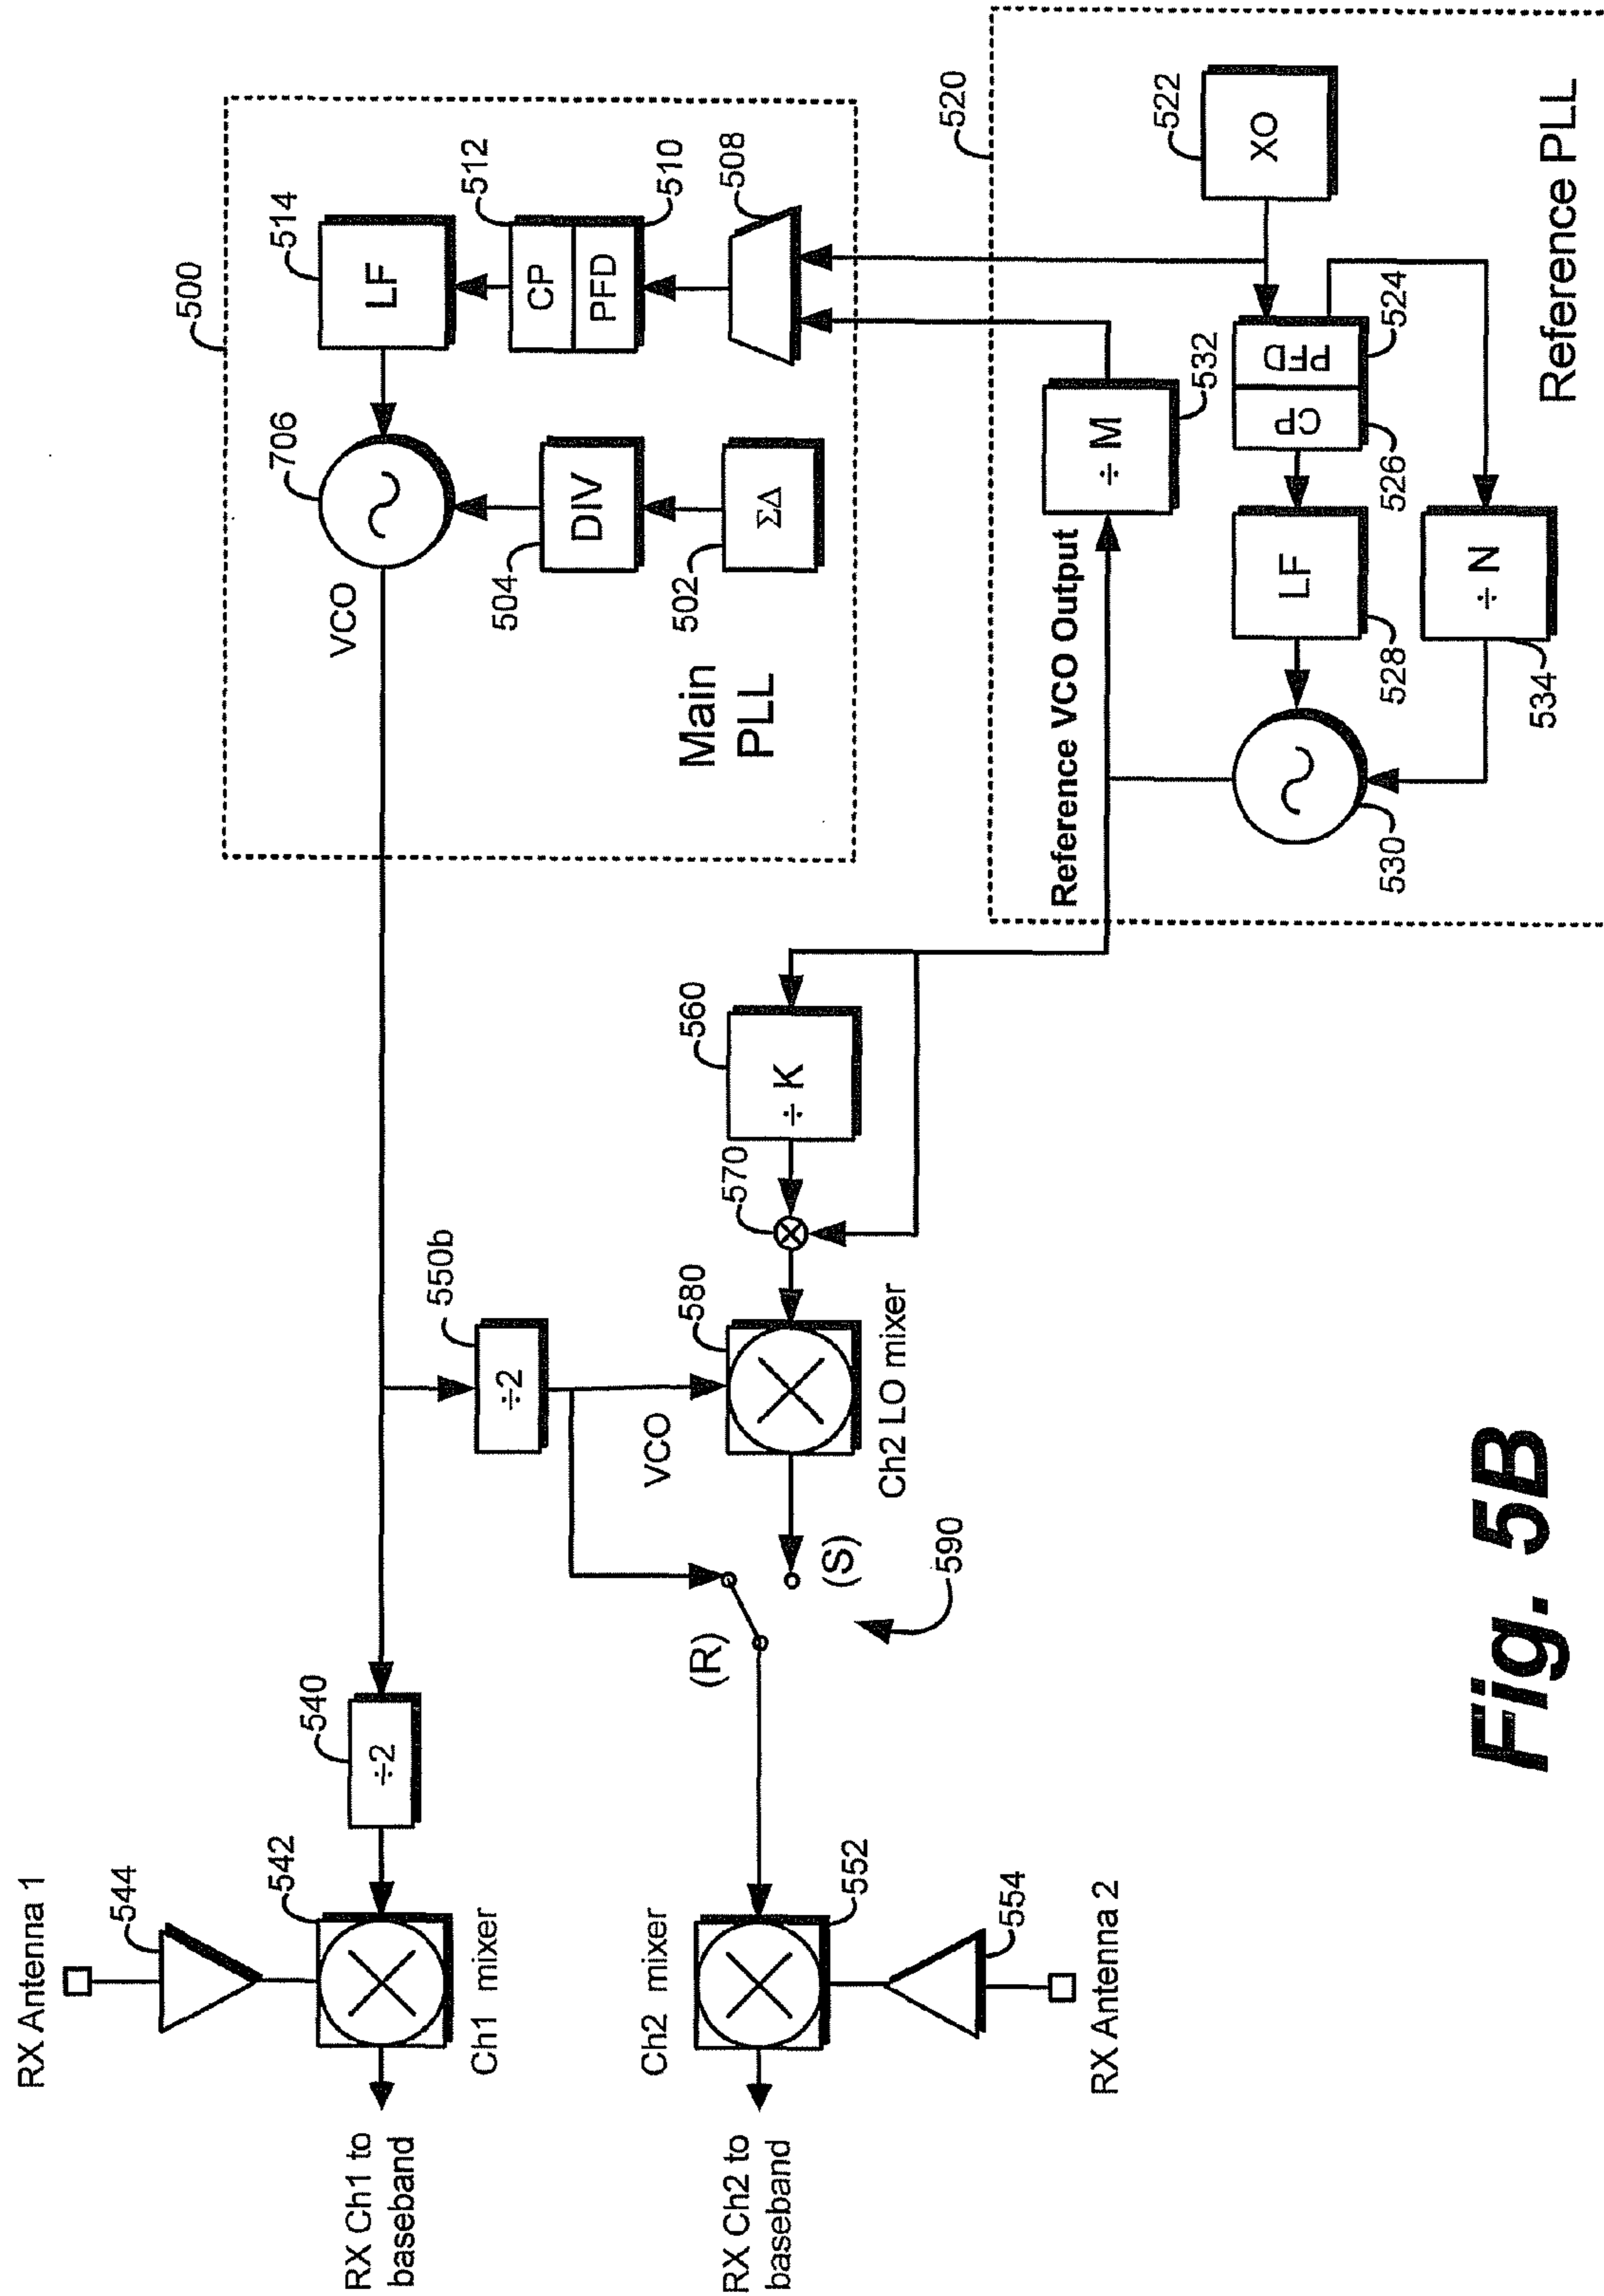 RX Antenna 1
544
542
Ch1 mixer
RX Ch1 to
baseband
540
÷2
VCO
500
706
514
LF
512
CP
PFD
510
508
504
DIV
502
ΣΔ
Main
PLL
550b
÷2
VCO
580
Ch2 LO mixer
570
560
÷ K
(R)
(S)
590
Ch2 mixer
552
554
RX Antenna 2
RX Ch2 to
baseband
520
522
XO
532
÷ M
Reference VCO Output
PFD
524
CP
526
LF
528
÷ N
534
530
Reference PLL
Fig. 5B